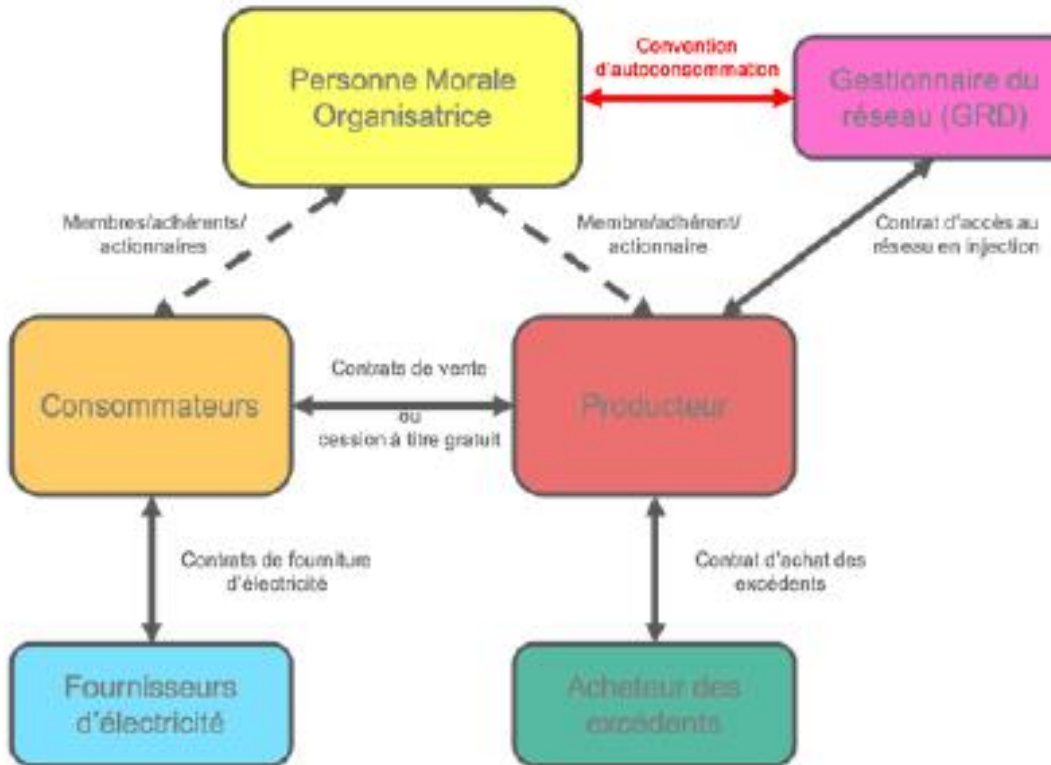 Convention
d'autoconsommation
Personne Morale
Organisatrice
Gestionnaire du
réseau (GRD)
Membres/adhérents/
actionnaires
Membre/adhérent/
actionnaire
Contrat d'accès au
réseau en injection
Consommateurs
Contrats de vente
ou
cession à titre gratuit
Producteur
Contrats de fourniture
d'électricité
Contrat d'achat des
excédents
Fournisseurs
d'électricité
Acheteur des
excédents